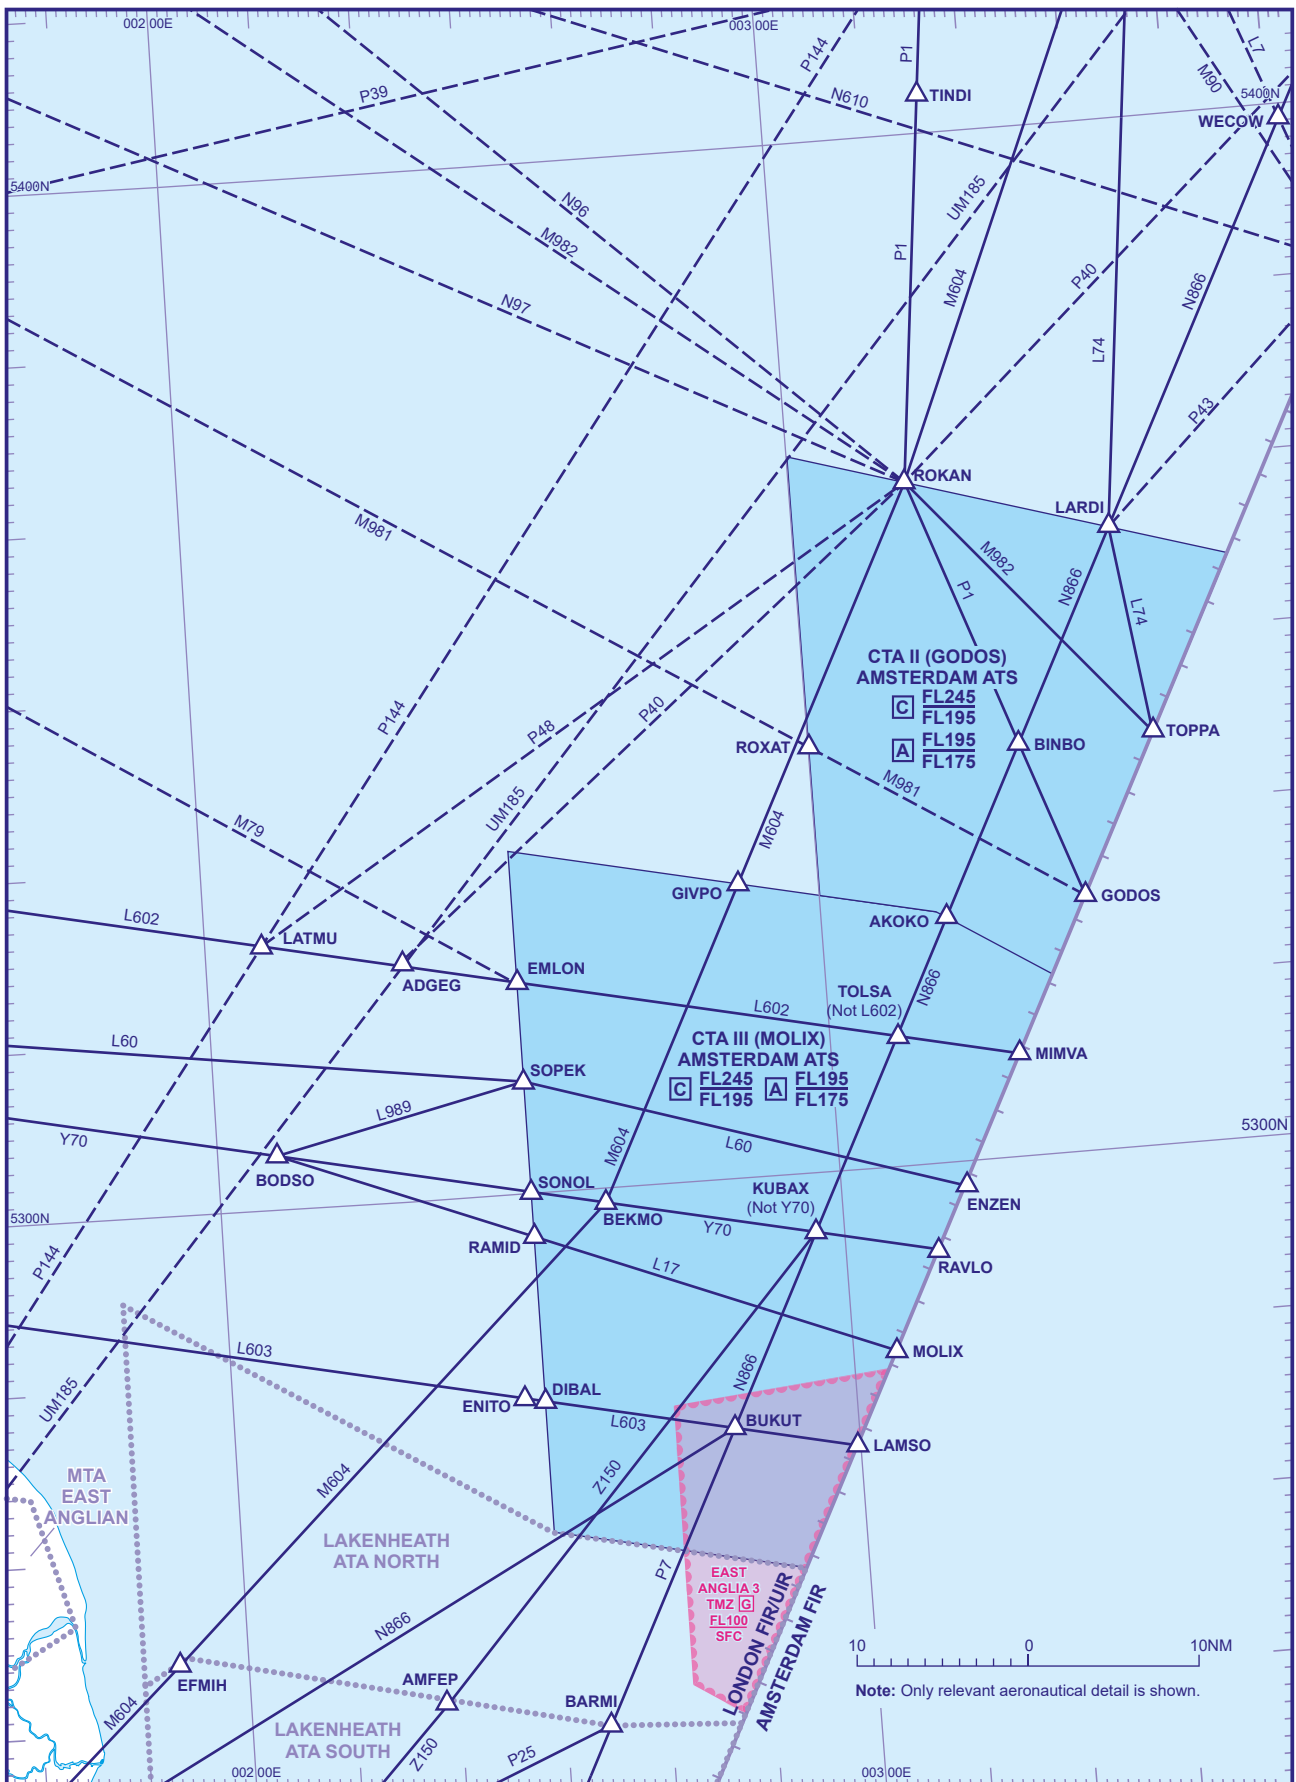 002 00E
003 00E
P144
P1
L7
M90
P39
N610
TINDI
5400N
WECOW
5400N
N96
UM185
M982
P1
M604
P40
N866
N97
L74
P43
ROKAN
LARDI
M981
M982
P1
N866
L74
CTA II (GODOS)
AMSTERDAM ATS
C FL245
FL195
A FL195
FL175
P144
P48
P40
ROXAT
BINBO
TOPPA
M981
UM185
M79
M604
GIVPO
AKOKO
GODOS
L602
LATMU
ADGEG
EMLON
N866
TOLSA
(Not L602)
L602
L60
CTA III (MOLIX)
AMSTERDAM ATS
C FL245
FL195
A FL195
FL175
MIMVA
SOPEK
L989
Y70
M604
L60
5300N
BODSO
SONOL
KUBAX
(Not Y70)
ENZEN
5300N
BEKMO
Y70
RAMID
RAVLO
P144
L17
L603
MOLIX
N866
UM185
ENITO
DIBAL
L603
BUKUT
LAMSO
MTA
EAST
ANGLIAN
M604
Z150
LAKENHEATH
ATA NORTH
P7
EAST
ANGLIA 3
TMZ G
FL100
SFC
LONDON FIR/UIR
AMSTERDAM FIR
N866
10 0 10NM
Note: Only relevant aeronautical detail is shown.
EFMIH
AMFEP
BARMI
M604
LAKENHEATH
ATA SOUTH
Z150
P25
002 00E
003 00E